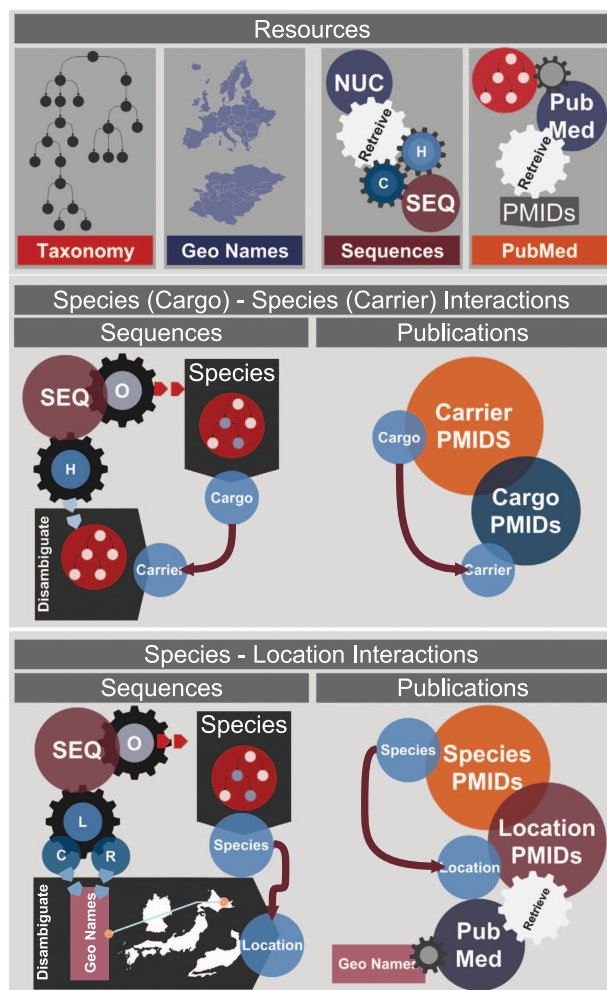 Resources
NUC
Retreive
H
C
SEQ
Pub
Med
Retreive
PMIDs
Taxonomy
Geo Names
Sequences
PubMed
Species (Cargo) - Species (Carrier) Interactions
Sequences
Publications
SEQ
O
Species
H
Cargo
Disambiguate
Carrier
Carrier
PMIDS
Cargo
Cargo
PMIDs
Carrier
Species - Location Interactions
Sequences
Publications
SEQ
O
Species
L
C
R
Species
Disambiguate
Geo Names
Location
Species
Species
PMIDs
Location
PMIDs
Location
Retrieve
Pub
Med
Geo Names